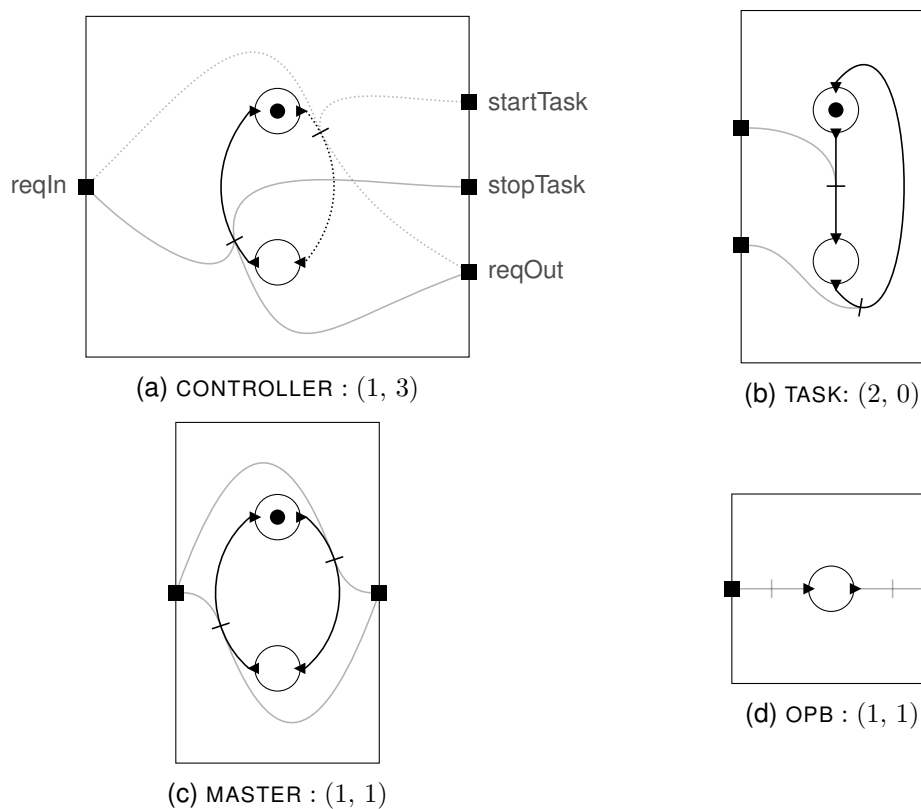 startTask
reqIn
stopTask
reqOut
(a) CONTROLLER : (1, 3)
(b) TASK: (2, 0)
(c) MASTER : (1, 1)
(d) OPB : (1, 1)